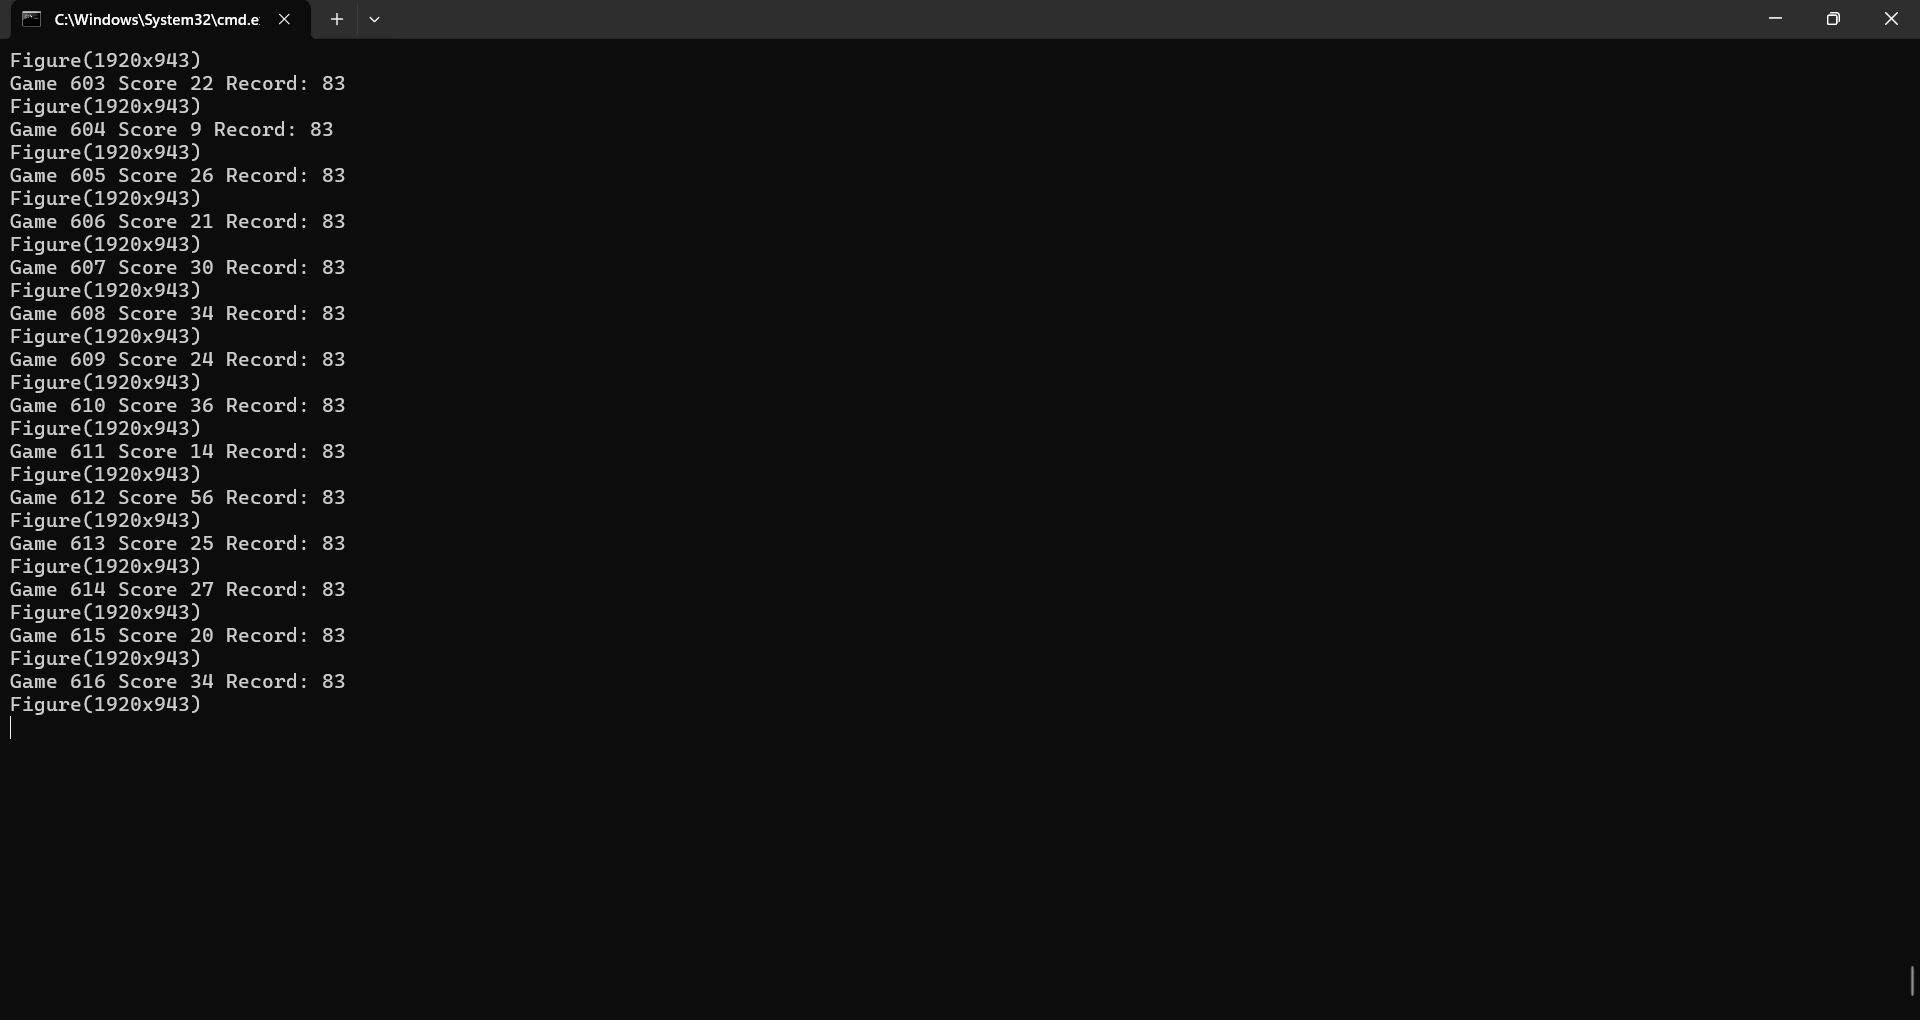 C:\Windows\System32\cmd.e
Figure(1920x943)
Game 603 Score 22 Record: 83
Figure(1920x943)
Game 604 Score 9 Record: 83
Figure(1920x943)
Game 605 Score 26 Record: 83
Figure(1920x943)
Game 606 Score 21 Record: 83
Figure(1920x943)
Game 607 Score 30 Record: 83
Figure(1920x943)
Game 608 Score 34 Record: 83
Figure(1920x943)
Game 609 Score 24 Record: 83
Figure(1920x943)
Game 610 Score 36 Record: 83
Figure(1920x943)
Game 611 Score 14 Record: 83
Figure(1920x943)
Game 612 Score 56 Record: 83
Figure(1920x943)
Game 613 Score 25 Record: 83
Figure(1920x943)
Game 614 Score 27 Record: 83
Figure(1920x943)
Game 615 Score 20 Record: 83
Figure(1920x943)
Game 616 Score 34 Record: 83
Figure(1920x943)